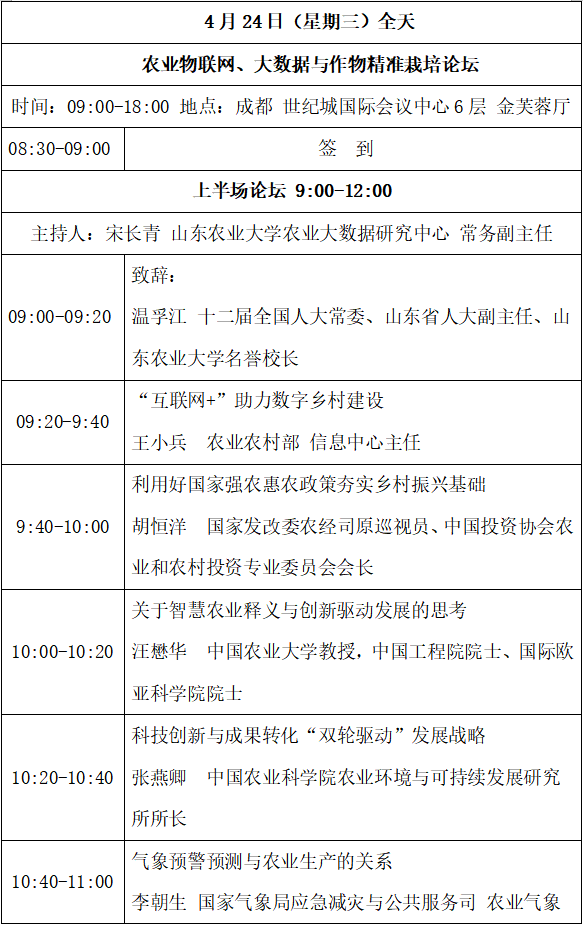 4月24日（星期三）全天
农业物联网、大数据与作物精准栽培论坛
时间：09:00-18:00 地点：成都 世纪城国际会议中心6层 金芙蓉厅
08:30-09:00 签 到
上半场论坛 9:00-12:00
主持人：宋长青 山东农业大学农业大数据研究中心 常务副主任
09:00-09:20
致辞：
温孚江 十二届全国人大常委、山东省人大副主任、山
东农业大学名誉校长
09:20-9:40
“互联网+”助力数字乡村建设
王小兵 农业农村部 信息中心主任
9:40-10:00
利用好国家强农惠农政策夯实乡村振兴基础
胡恒洋 国家发改委农经司原巡视员、中国投资协会农
业和农村投资专业委员会会长
10:00-10:20
关于智慧农业释义与创新驱动发展的思考
汪懋华 中国农业大学教授，中国工程院院士、国际欧
亚科学院院士
10:20-10:40
科技创新与成果转化“双轮驱动”发展战略
张燕卿 中国农业科学院农业环境与可持续发展研究
所所长
10:40-11:00
气象预警预测与农业生产的关系
李朝生 国家气象局应急减灾与公共服务司 农业气象